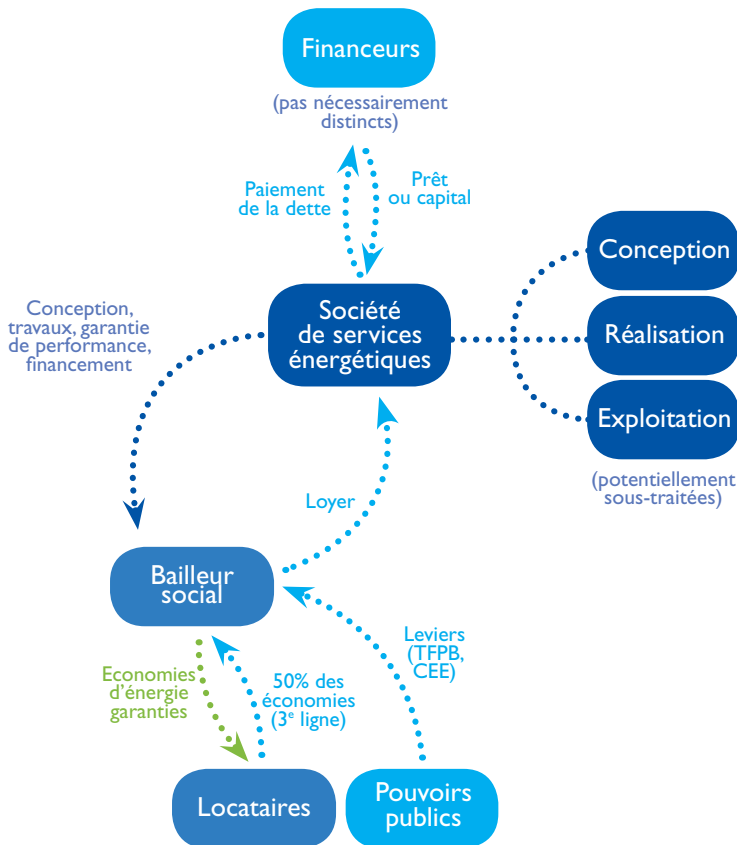 Financeurs
(pas nécessairement
distincts)
Paiement
de la dette
Prêt
ou capital
Conception
Réalisation
Exploitation
(potentiellement
sous-traitées)
Société
de services
énergétiques
Conception,
travaux, garantie
de performance,
financement
Loyer
Bailleur
social
Leviers
(TFPB,
CEE)
Economies
d'énergie
garanties
50% des
économies
(3e ligne)
Locataires
Pouvoirs
publics